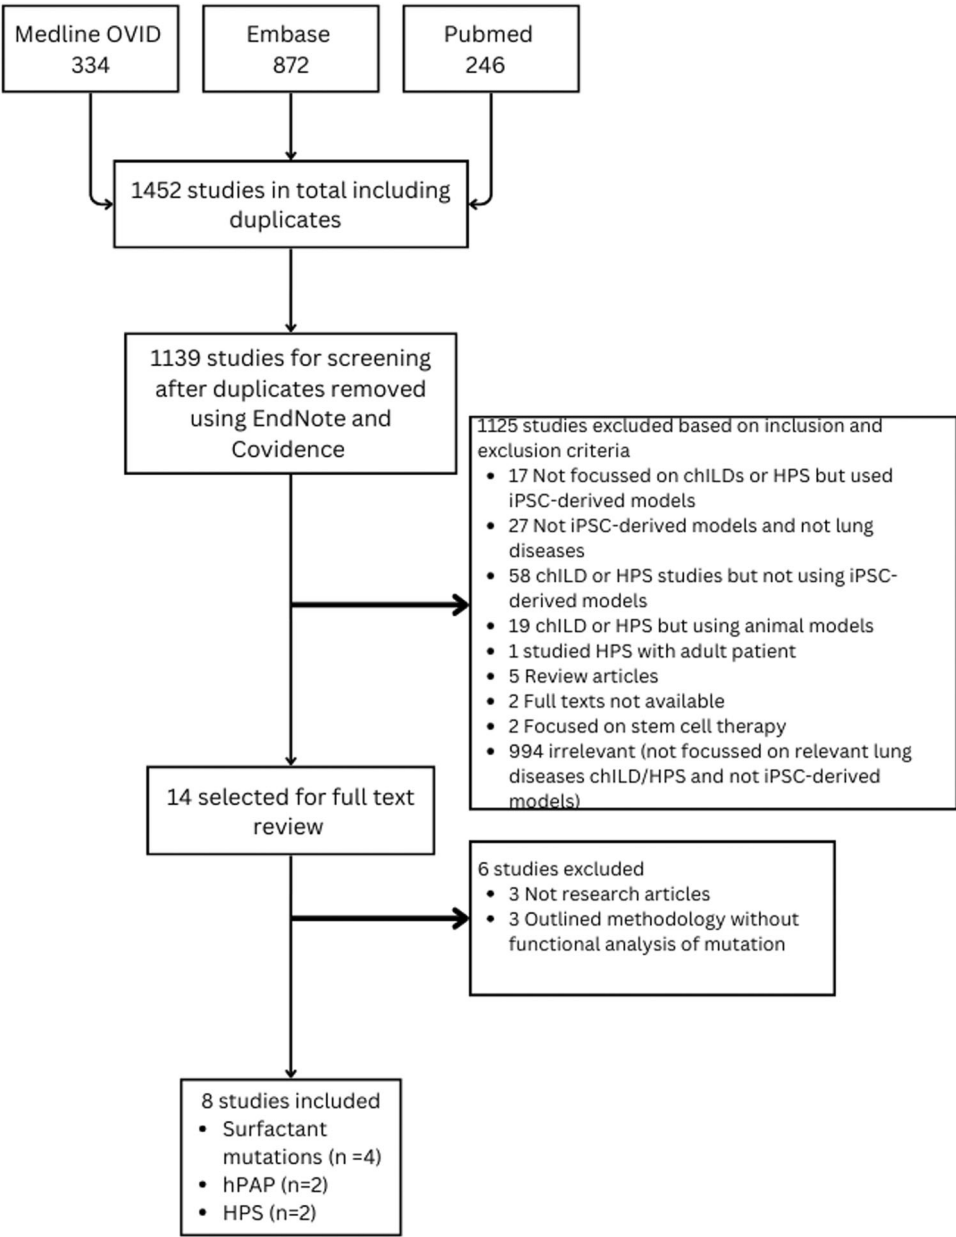 Medline OVID
334
Embase
872
Pubmed
246
1452 studies in total including
duplicates
1139 studies for screening
after duplicates removed
using EndNote and
Covidence
1125 studies excluded based on inclusion and
exclusion criteria
• 17 Not focussed on chILDs or HPS but used
iPSC-derived models
• 27 Not iPSC-derived models and not lung
diseases
• 58 chILD or HPS studies but not using iPSC-
derived models
• 19 chILD or HPS but using animal models
• 1 studied HPS with adult patient
• 5 Review articles
• 2 Full texts not available
• 2 Focused on stem cell therapy
• 994 irrelevant (not focussed on relevant lung
diseases chILD/HPS and not iPSC-derived
models)
14 selected for full text
review
6 studies excluded
• 3 Not research articles
• 3 Outlined methodology without
functional analysis of mutation
8 studies included
• Surfactant
mutations (n =4)
• hPAP (n=2)
• HPS (n=2)